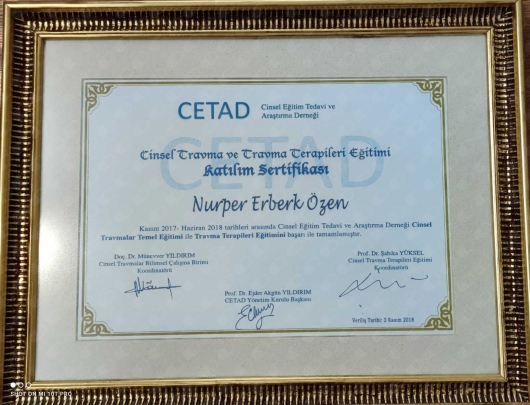 CETAD
Cinsel Eğitim Tedavi ve
Araştırma Derneği
CETAD
Cinsel Travma ve Travma Terapileri Eğitimi
Katılım Sertifikası
Nurper Erberk Özen
Kasım 2017- Haziran 2018 tarihleri arasında Cinsel Eğitim Tedavi ve Araştırma Derneği Cinsel
Travmalar Temel Eğitimi ile Travma Terapileri Eğitimini başarı ile tamamlamıştır.
Doç. Dr. Münevver YILDIRIM
Cinsel Travmalar Bilimsel Çalışma Birimi
Koordinatörü
Prof. Dr. Şahika YÜKSEL
Cinsel Travma Terapileri Eğitimi
Koordinatörü
Prof. Dr. Ejder Akgün YILDIRIM
CETAD Yönetim Kurulu Başkanı
Veriliş Tarihi: 2 Kasım 2018
SHOT ON MI 10T PRO